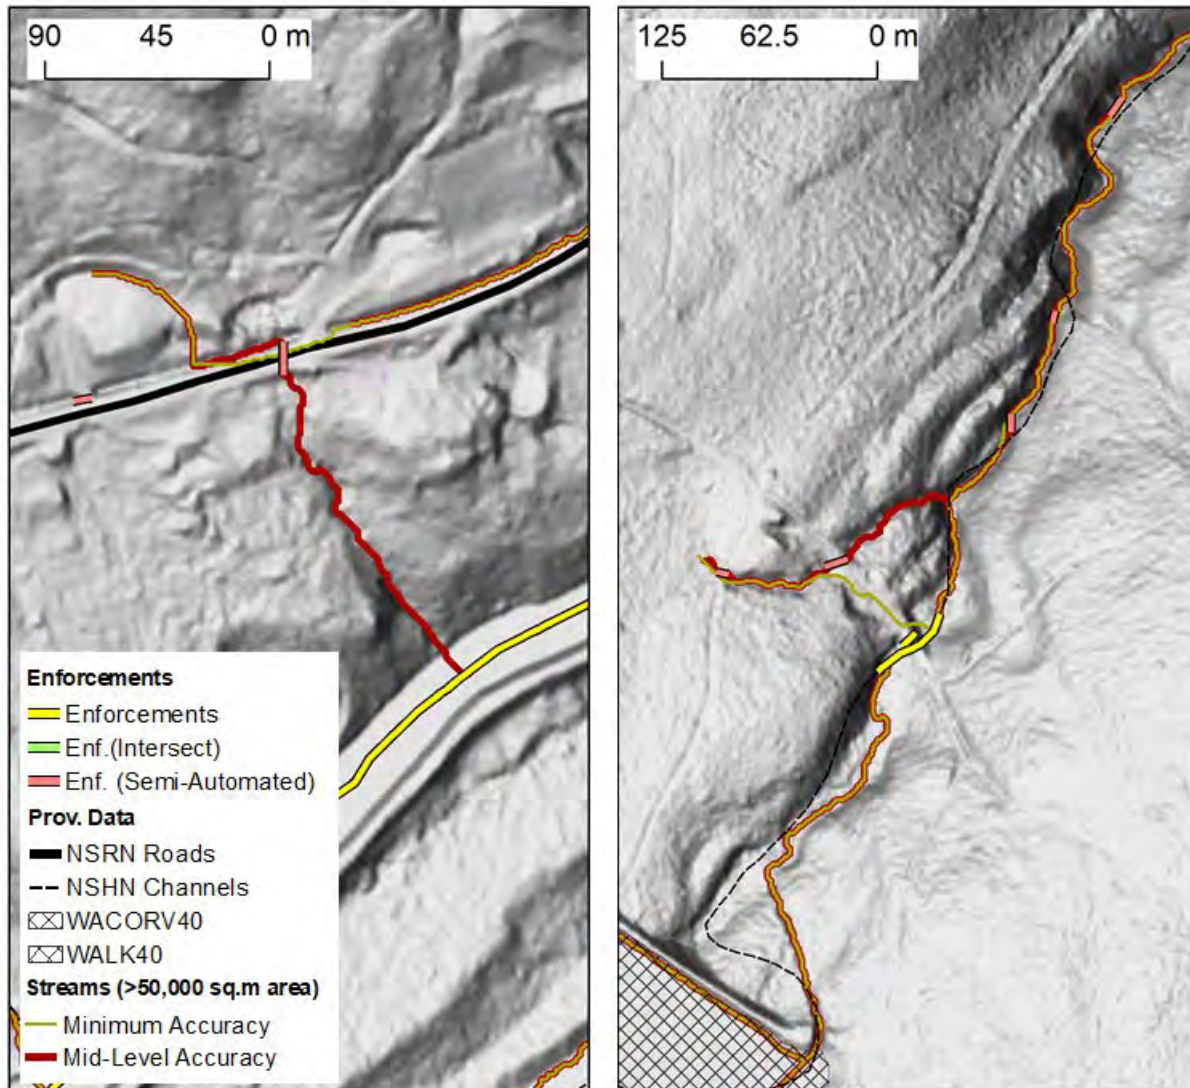 90 45 0 m
125 62.5 0 m
Enforcements
Enforcements
Enf.(Intersect)
Enf. (Semi-Automated)
Prov. Data
NSRN Roads
NSHN Channels
WACORV40
WALK40
Streams (>50,000 sq.m area)
Minimum Accuracy
Mid-Level Accuracy